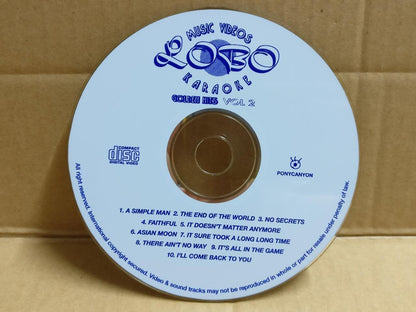 MUSIC VIDEOS
LOBO
KARAOKE
GOLDEN HITS VOL 2
COMPACT
disc
DIGITAL VIDEO
PONYCANYON
1. A SIMPLE MAN 2. THE END OF THE WORLD 3. NO SECRETS
4. FAITHFUL 5. IT DOESN'T MATTER ANYMORE
6. ASIAN MOON 7. IT SURE TOOK A LONG LONG TIME
8. THERE AIN'T NO WAY 9. IT'S ALL IN THE GAME
10. I'LL COME BACK TO YOU
All right reserved. International copyright secured. Video & sound tracks may not be reproduced in whole or part for resale under penalty of law.